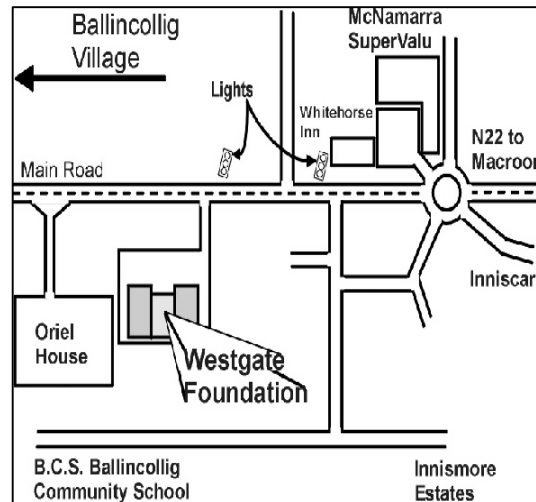 McNamarra
SuperValu
Ballincollig
Village
Lights
Whitehorse
Inn
N22 to
Macroom
Main Road
Inniscar
Oriel
House
Westgate
Foundation
B.C.S. Ballincollig
Community School
Innismore
Estates